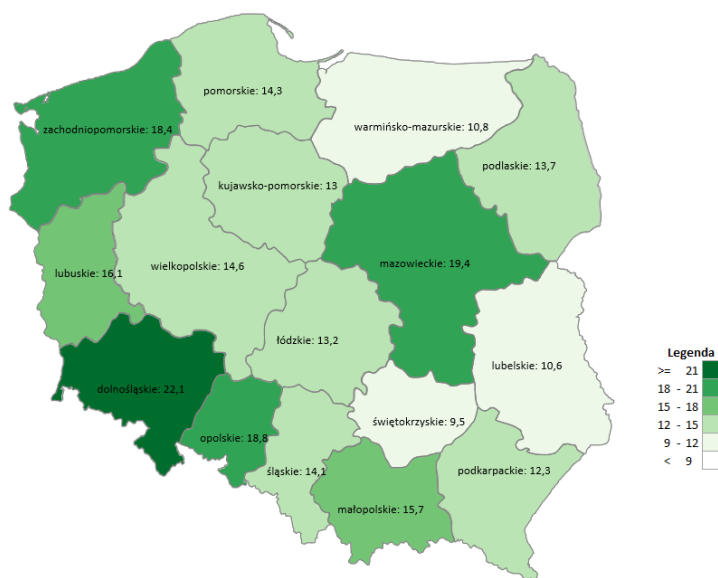 pomorskie: 14,3
zachodniopomorskie: 18,4
warmińsko-mazurskie: 10,8
podlaskie: 13,7
kujawsko-pomorskie: 13
lubuskie: 16,1
wielkopolskie: 14,6
mazowieckie: 19,4
łódzkie: 13,2
lubelskie: 10,6
dolnośląskie: 22,1
świętokrzyskie: 9,5
opolskie: 18,8
śląskie: 14,1
podkarpackie: 12,3
małopolskie: 15,7
Legenda
>= 21
18 - 21
15 - 18
12 - 15
9 - 12
< 9